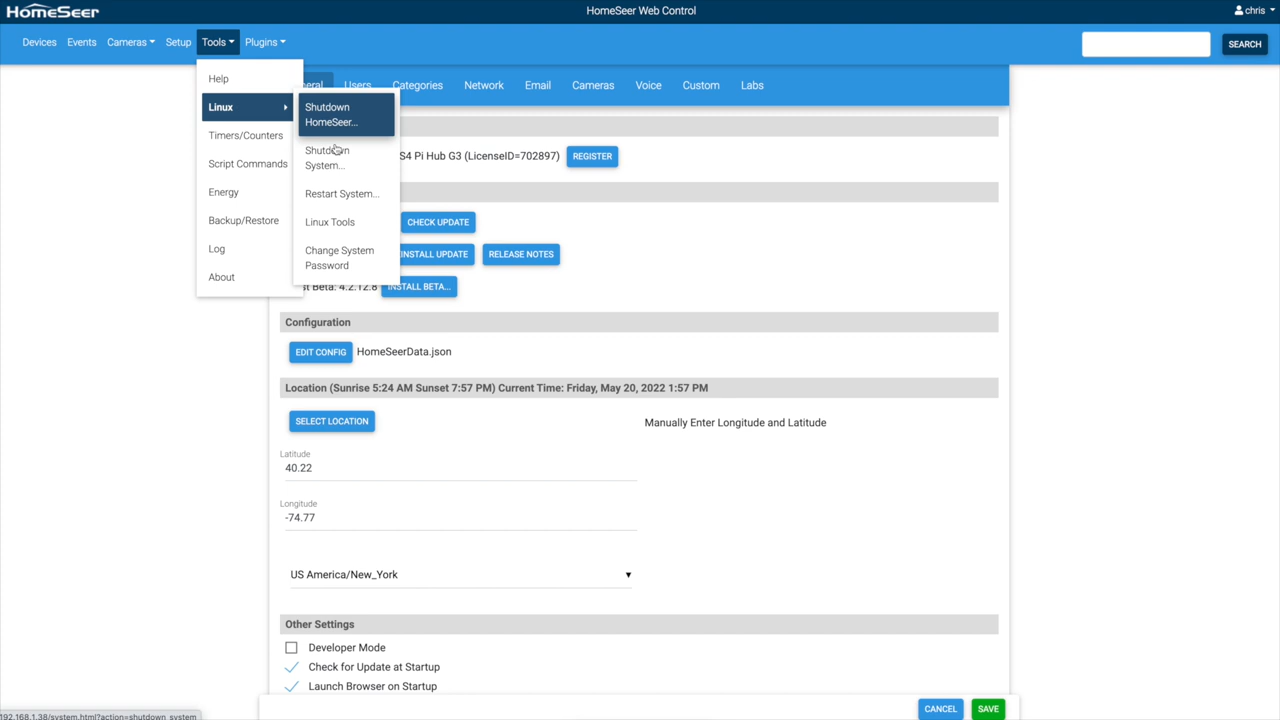 HomeSeer
HomeSeer Web Control
chris
Devices Events Cameras Setup Tools Plugins
SEARCH
Help
Linux
Timers/Counters
Script Commands
Energy
Backup/Restore
Log
About
Shutdown
HomeSeer...
Shutdown
System...
Restart System...
Linux Tools
Change System
Password
eral Users Categories Network Email Cameras Voice Custom Labs
S4 Pi Hub G3 (LicenseID=702897) REGISTER
CHECK UPDATE
INSTALL UPDATE RELEASE NOTES
st Beta: 4.2.12.8 INSTALL BETA...
Configuration
EDIT CONFIG HomeSeerData.json
Location (Sunrise 5:24 AM Sunset 7:57 PM) Current Time: Friday, May 20, 2022 1:57 PM
SELECT LOCATION Manually Enter Longitude and Latitude
Latitude
40.22
Longitude
-74.77
US America/New_York
Other Settings
Developer Mode
Check for Update at Startup
Launch Browser on Startup
CANCEL SAVE
192.168.1.38/system.html?action=shutdown_system